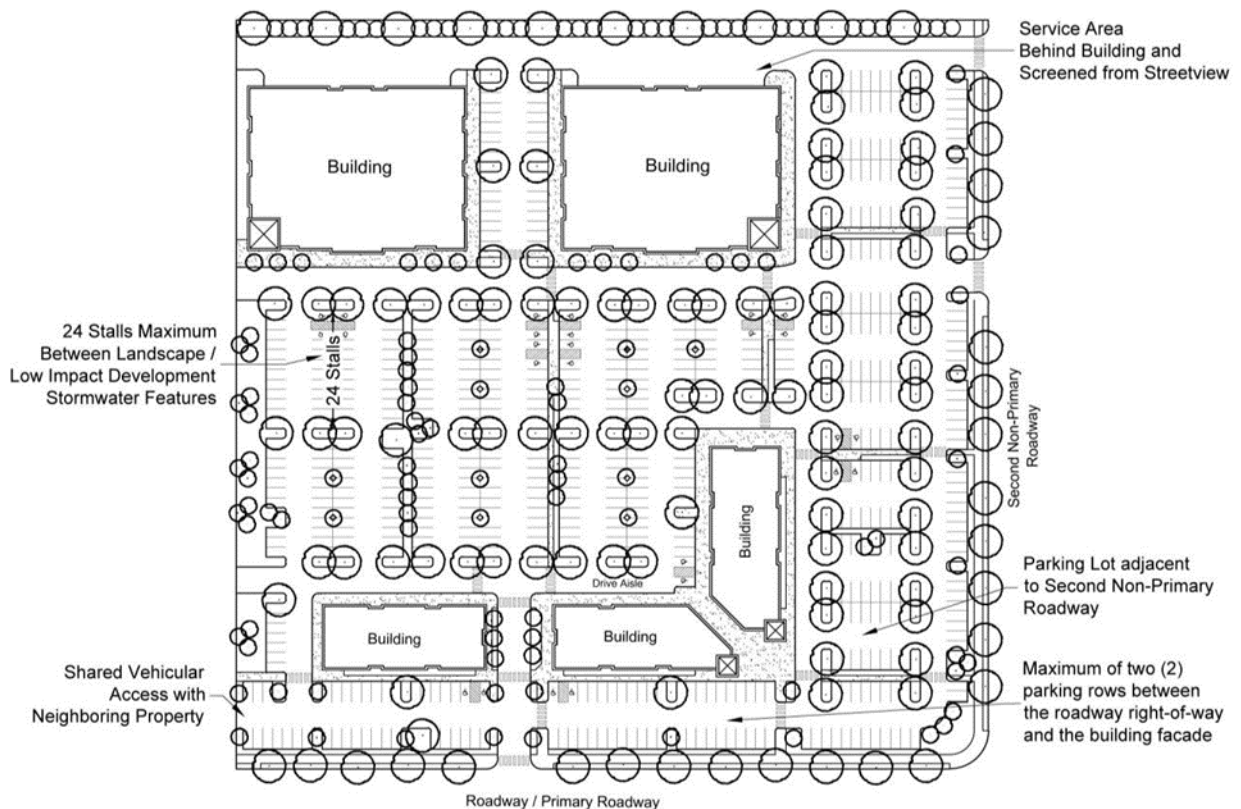 Service Area
Behind Building and
Screened from Streetview
Building
Building
24 Stalls Maximum
Between Landscape /
Low Impact Development
Stormwater Features
24 Stalls
Second Non-Primary
Roadway
Building
Drive Aisle
Parking Lot adjacent
to Second Non-Primary
Roadway
Building
Building
Shared Vehicular
Access with
Neighboring Property
Maximum of two (2)
parking rows between
the roadway right-of-way
and the building facade
Roadway / Primary Roadway